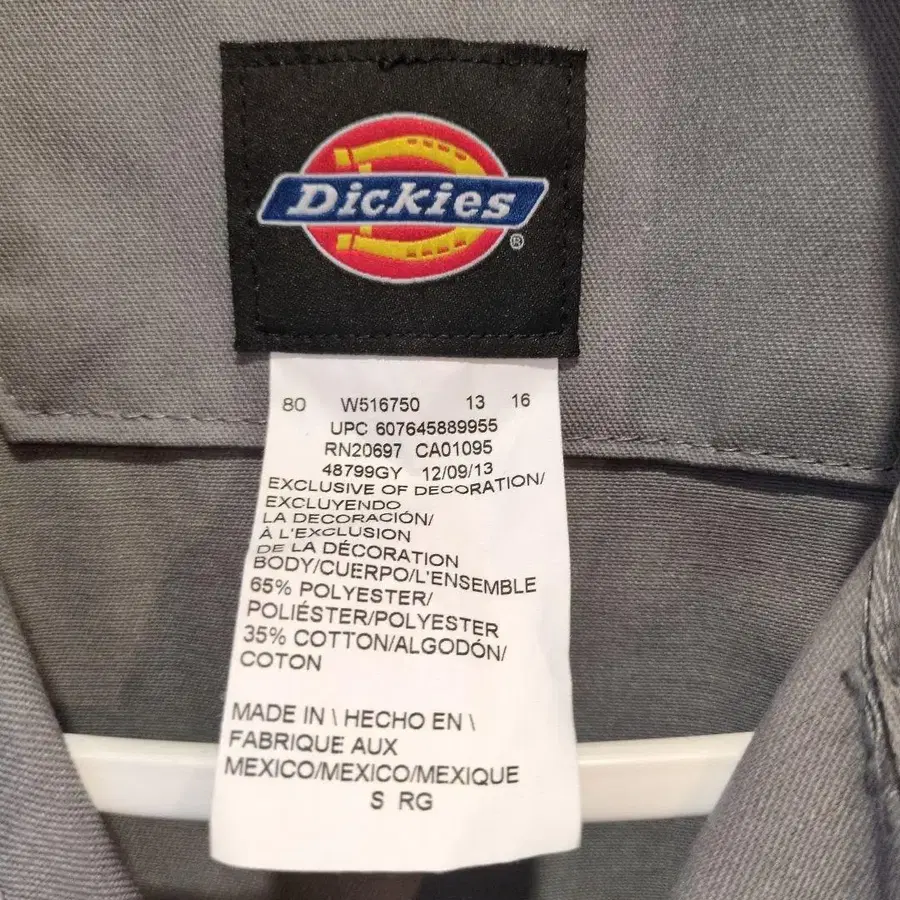 Dickies®
80 W516750 13 16
UPC 607645889955
RN20697 CA01095
48799GY 12/09/13
EXCLUSIVE OF DECORATION/
EXCLUYENDO
LA DECORACIÓN/
À L'EXCLUSION
DE LA DÉCORATION
BODY/CUERPO/L'ENSEMBLE
65% POLYESTER/
POLIÉSTER/POLYESTER
35% COTTON/ALGODÓN/
COTON
MADE IN \ HECHO EN \
FABRIQUE AUX
MEXICO/MEXICO/MEXIQUE
S RG